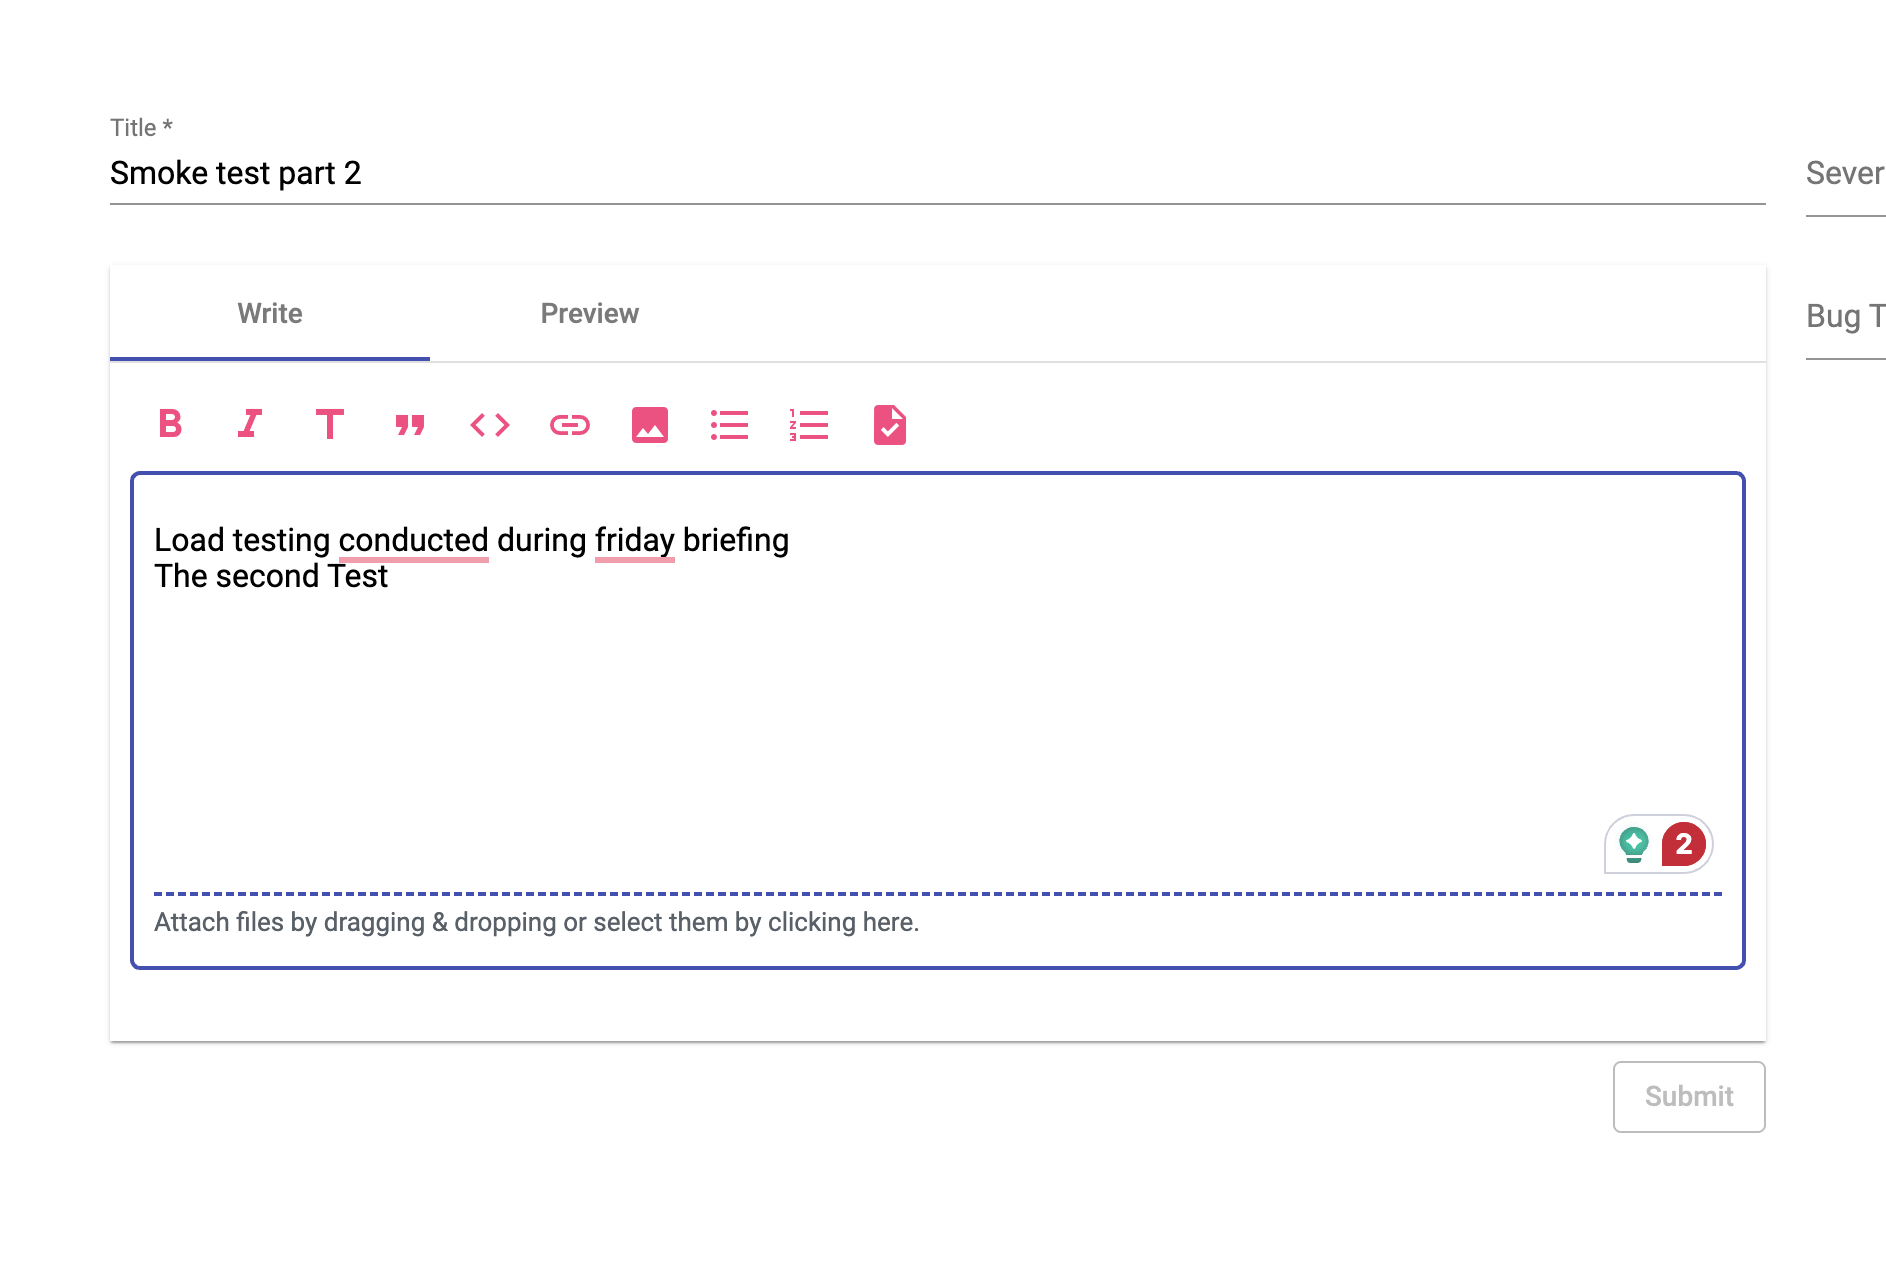 Title *
Smoke test part 2
Sever
Write
Preview
Bug T
Load testing conducted during friday briefing
The second Test
2
Attach files by dragging & dropping or select them by clicking here.
Submit